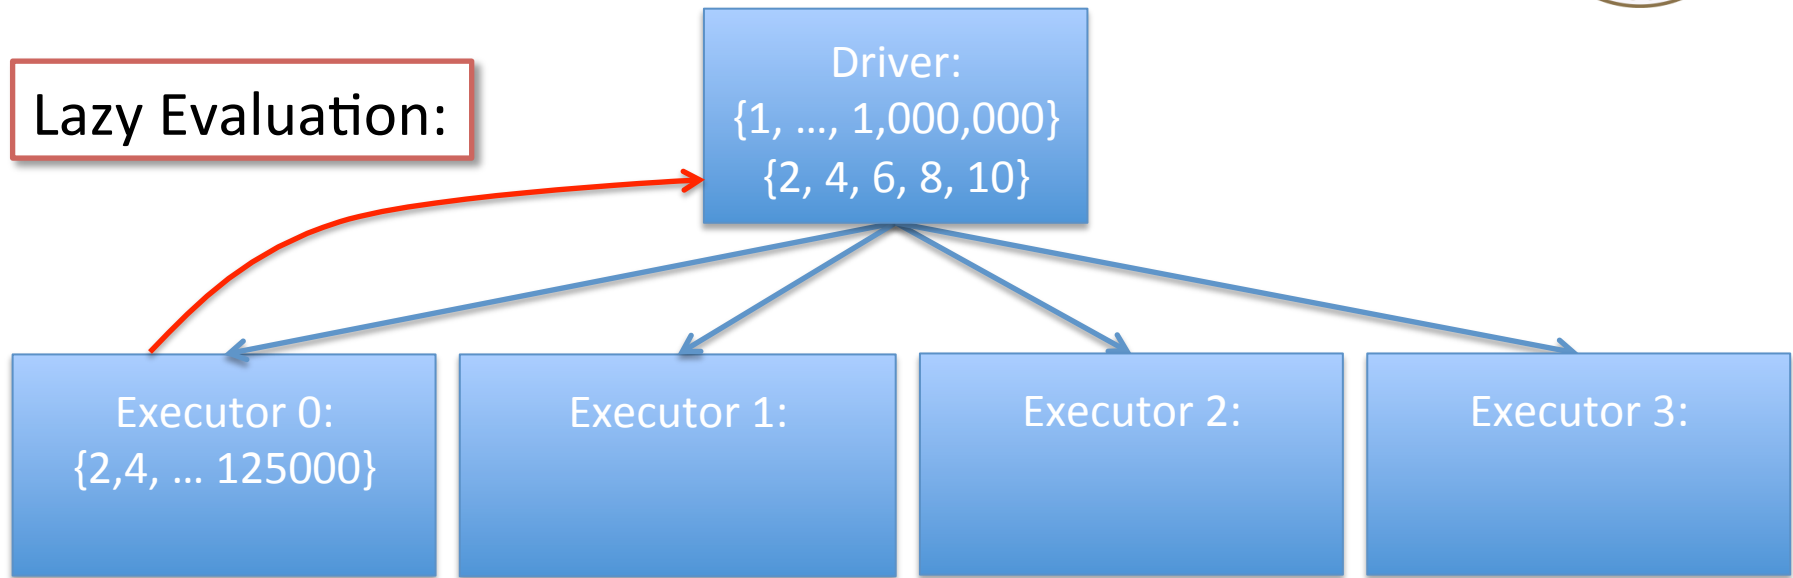 Lazy Evaluation:
Driver:
{1, …, 1,000,000}
{2, 4, 6, 8, 10}
Executor 0:
{2,4, … 125000}
Executor 1:
Executor 2:
Executor 3: